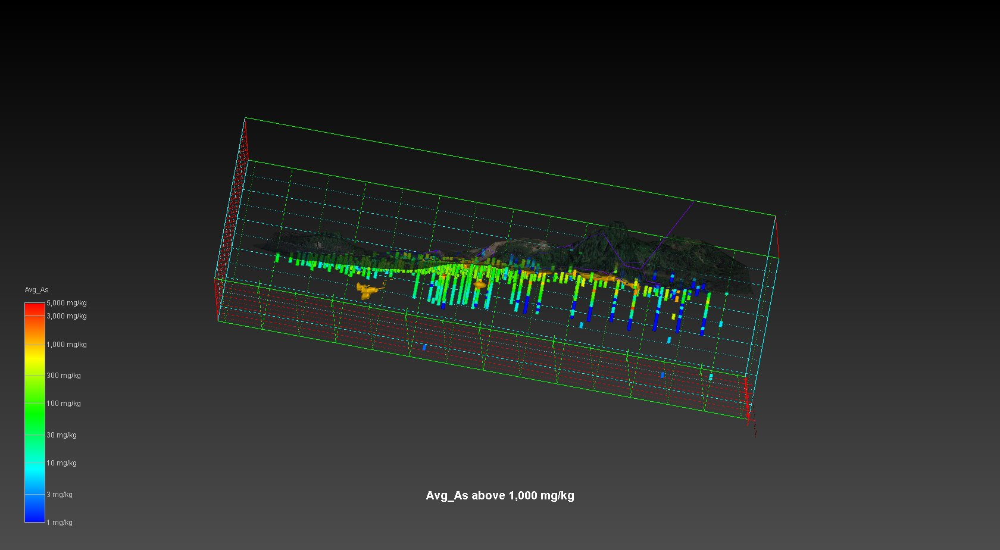 Avg_As
5,000 mg/kg
3,000 mg/kg
1,000 mg/kg
300 mg/kg
100 mg/kg
30 mg/kg
10 mg/kg
3 mg/kg
1 mg/kg
Avg_As above 1,000 mg/kg